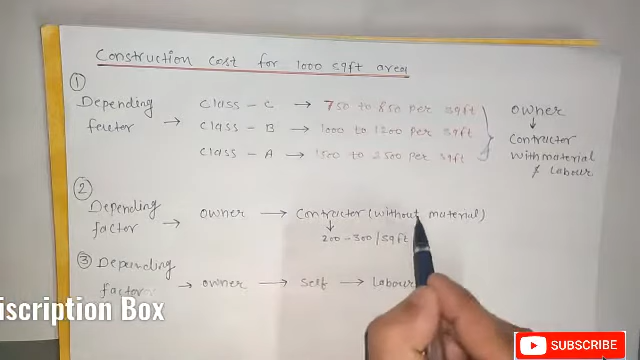 Construction cost for 1000 sqft area
①
Depending
feuter → Class - C → 750 to 850 per sqft
Class - B → 1000 to 1200 per sqft
Class - A → 1500 to 2500 per sqft
owner
↓
Contractor
with material
& Labour
②
Depending
factor → owner → Contractor (without material)
↓
200 - 300 / sqft
③ Depending
factor → owner → self → Labour
iscription Box
SUBSCRIBE